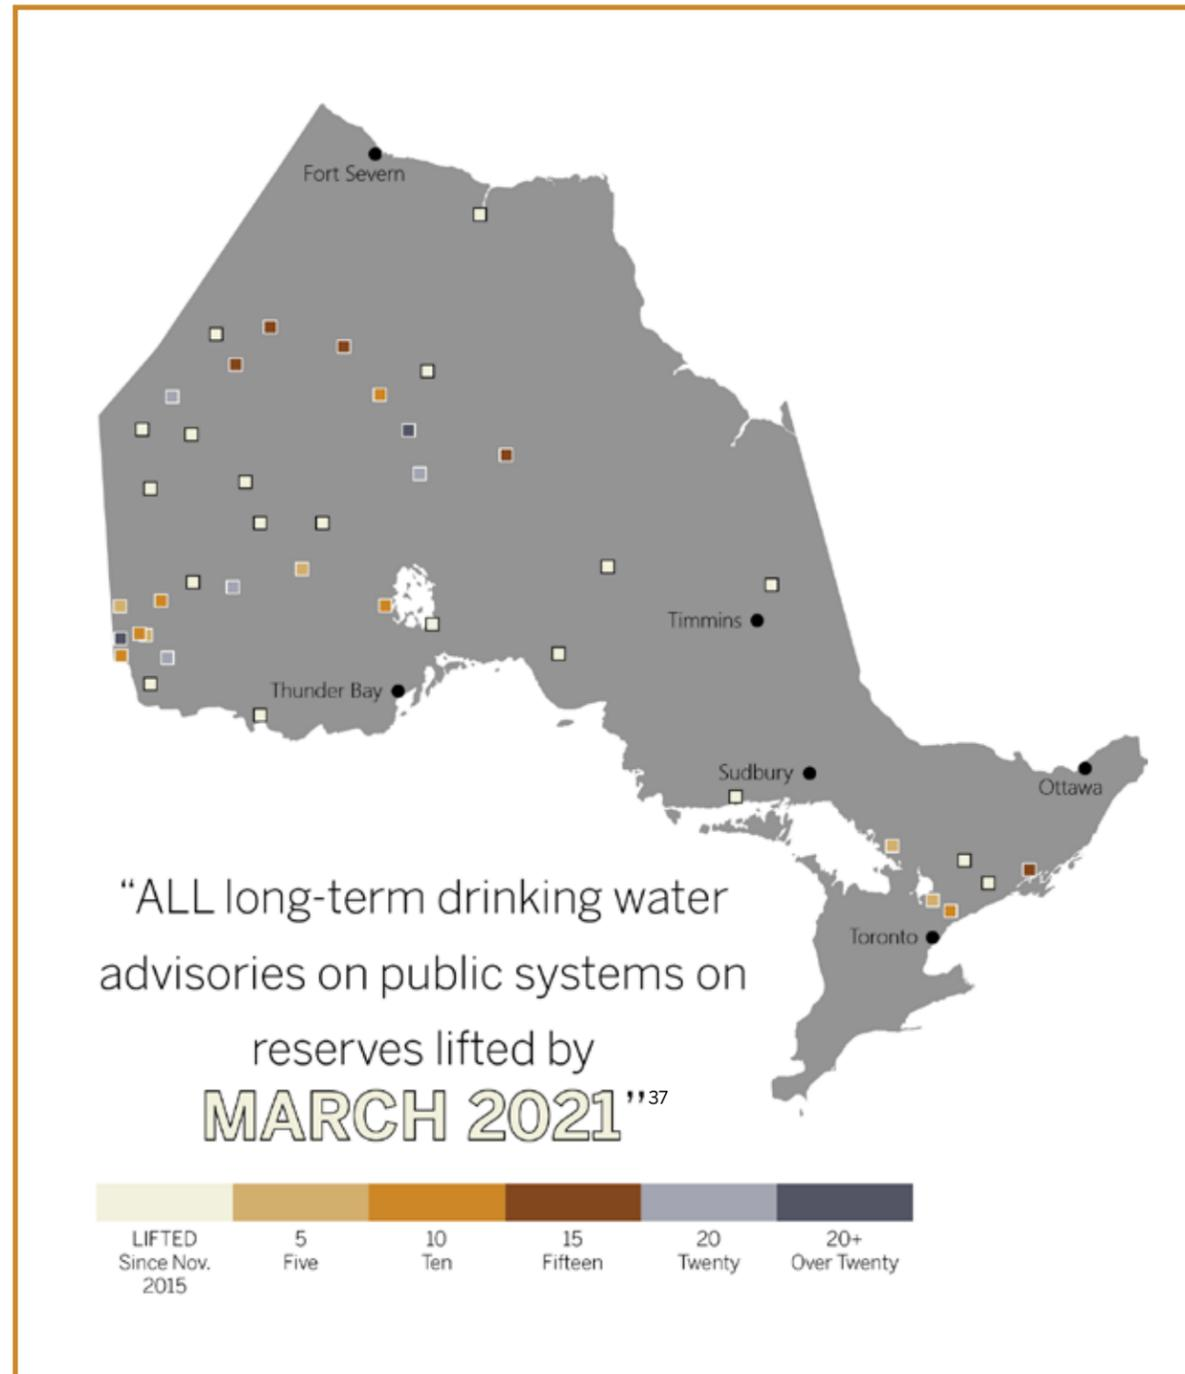 Fort Severn
Timmins
Thunder Bay
Sudbury
Ottawa
Toronto
“ALL long-term drinking water
advisories on public systems on
reserves lifted by
MARCH 2021”37
LIFTED
Since Nov.
2015
5
Five
10
Ten
15
Fifteen
20
Twenty
20+
Over Twenty